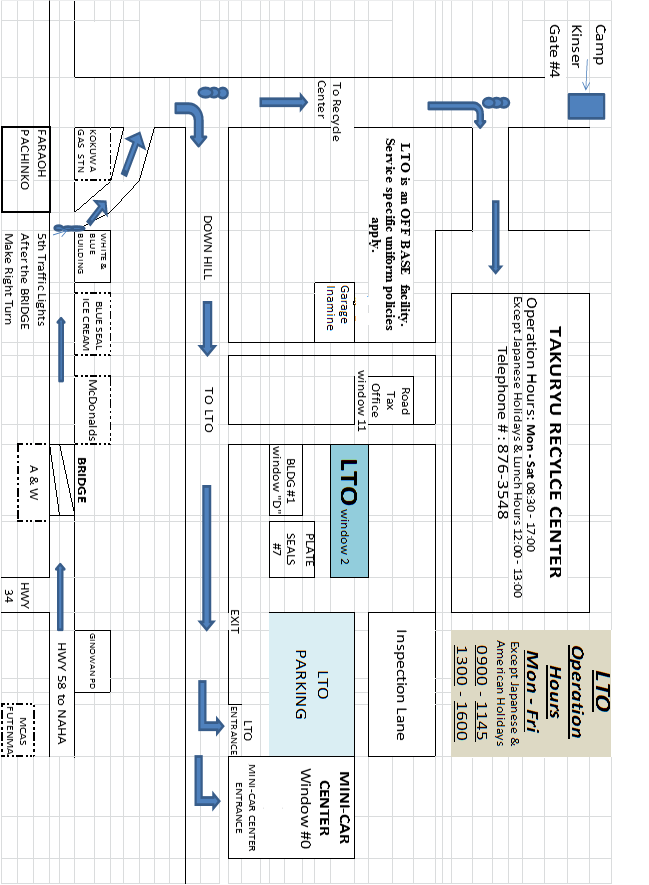 Camp
Kinser
Gate #4
TAKURYU RECYLCE CENTER
Operation Hours: Mon - Sat 08:30 - 17:00
Except Japanese Holidays & Lunch Hours 12:00 - 13:00
Telephone # : 876-3548
LTO
Operation
Hours
Mon - Fri
Except Japanese &
American Holidays
0900 - 1145
1300 - 1600
To Recycle
Center
LTO is an OFF BASE facility.
Service specific uniform policies
apply.
Garage
Inamine
Road
Tax
Office
window 11
LTO window 2
BLDG #1
window "D"
PLATE
SEALS
#7
Inspection Lane
LTO
PARKING
MINI-CAR
CENTER
Window #0
EXIT
LTO
ENTRANCE
MINI-CAR CENTER
ENTRANCE
DOWN HILL
TO LTO
KOKUWA
GAS STN
WHITE &
BLUE
BUILDING
BLUE SEAL
ICE CREAM
McDonalds
BRIDGE
GINOWAN PD
FARAOH
PACHINKO
5th Traffic Lights
After the BRIDGE
Make Right Turn
A & W
HWY
34
HWY 58 to NAHA
MCAS
FUTENMA